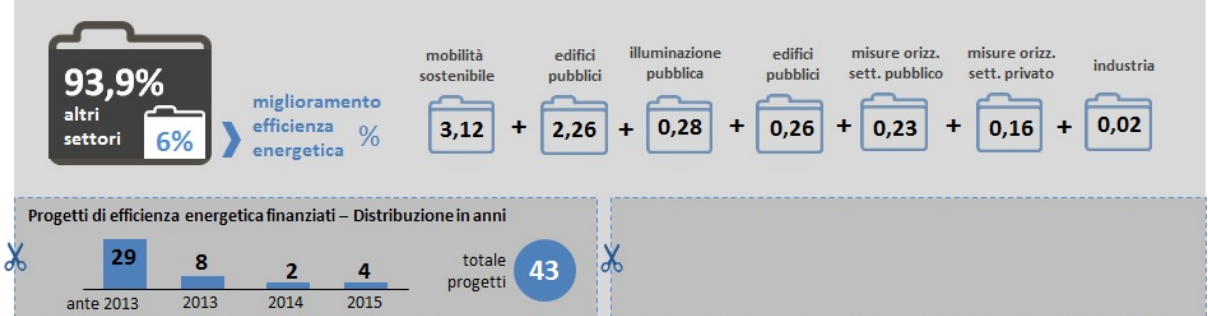 93,9%
altri
settori
6%
miglioramento
efficienza
energetica %
mobilità
sostenibile
3,12
+
edifici
pubblici
2,26
+
illuminazione
pubblica
0,28
+
edifici
pubblici
0,26
+
misure orizz.
sett. pubblico
0,23
+
misure orizz.
sett. privato
0,16
+
industria
0,02
Progetti di efficienza energetica finanziati – Distribuzione in anni
29
8
2
4
ante 2013
2013
2014
2015
totale
progetti
43